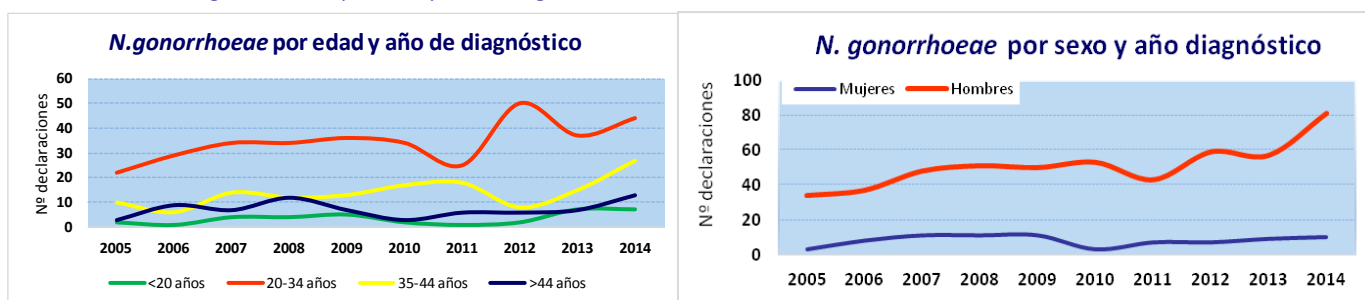 N.gonorrhoeae por edad y año de diagnóstico
Nº declaraciones
60
50
40
30
20
10
0
2005 2006 2007 2008 2009 2010 2011 2012 2013 2014
<20 años 20-34 años 35-44 años >44 años
N. gonorrhoeae por sexo y año diagnóstico
Nº declaraciones
Mujeres Hombres
100
80
60
40
20
0
2005 2006 2007 2008 2009 2010 2011 2012 2013 2014